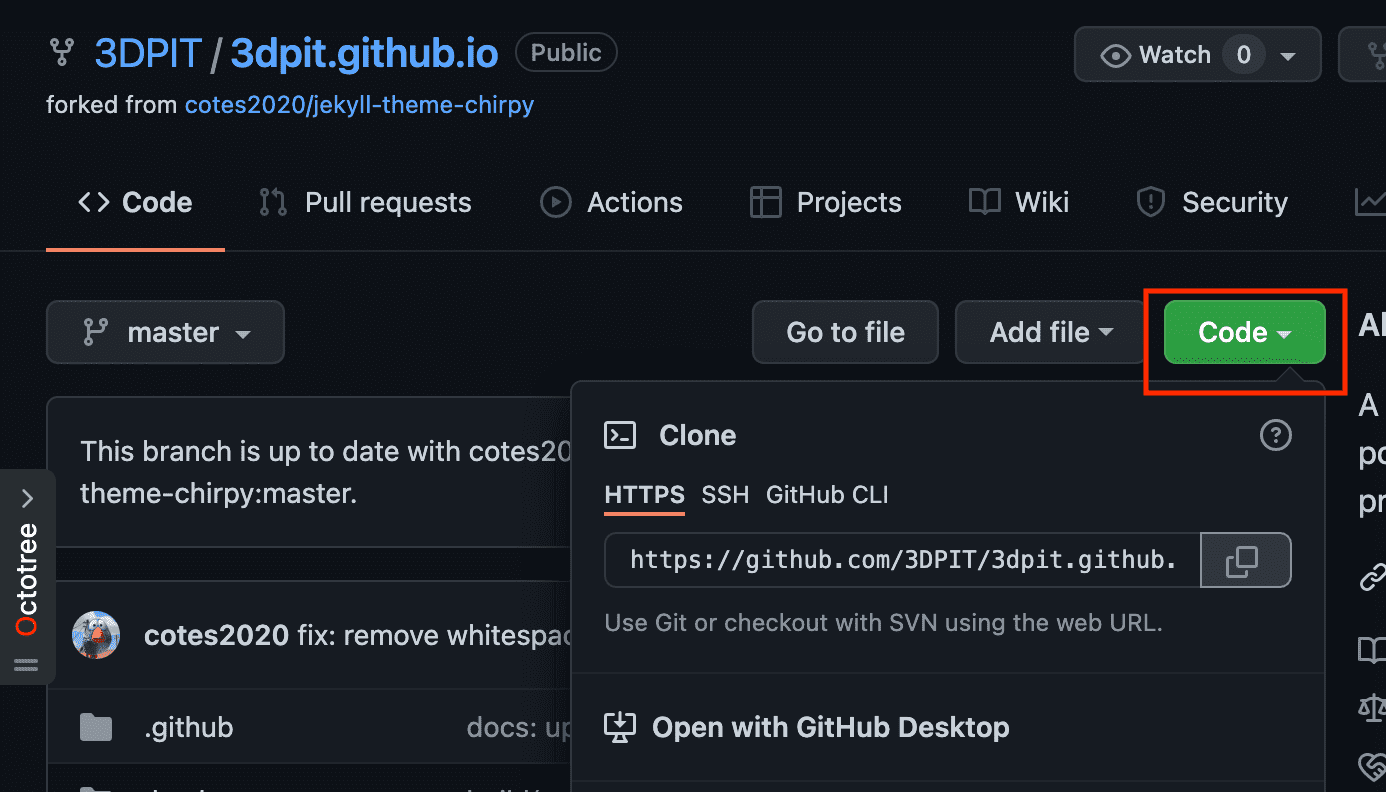 3DPIT / 3dpit.github.io Public
Watch 0
forked from cotes2020/jekyll-theme-chirpy
Code Pull requests Actions Projects Wiki Security
master Go to file Add file Code
This branch is up to date with cotes20
theme-chirpy:master.
Clone
HTTPS SSH GitHub CLI
https://github.com/3DPIT/3dpit.github.
Use Git or checkout with SVN using the web URL.
Octotree
cotes2020 fix: remove whitespac
Open with GitHub Desktop
.github docs: up
A